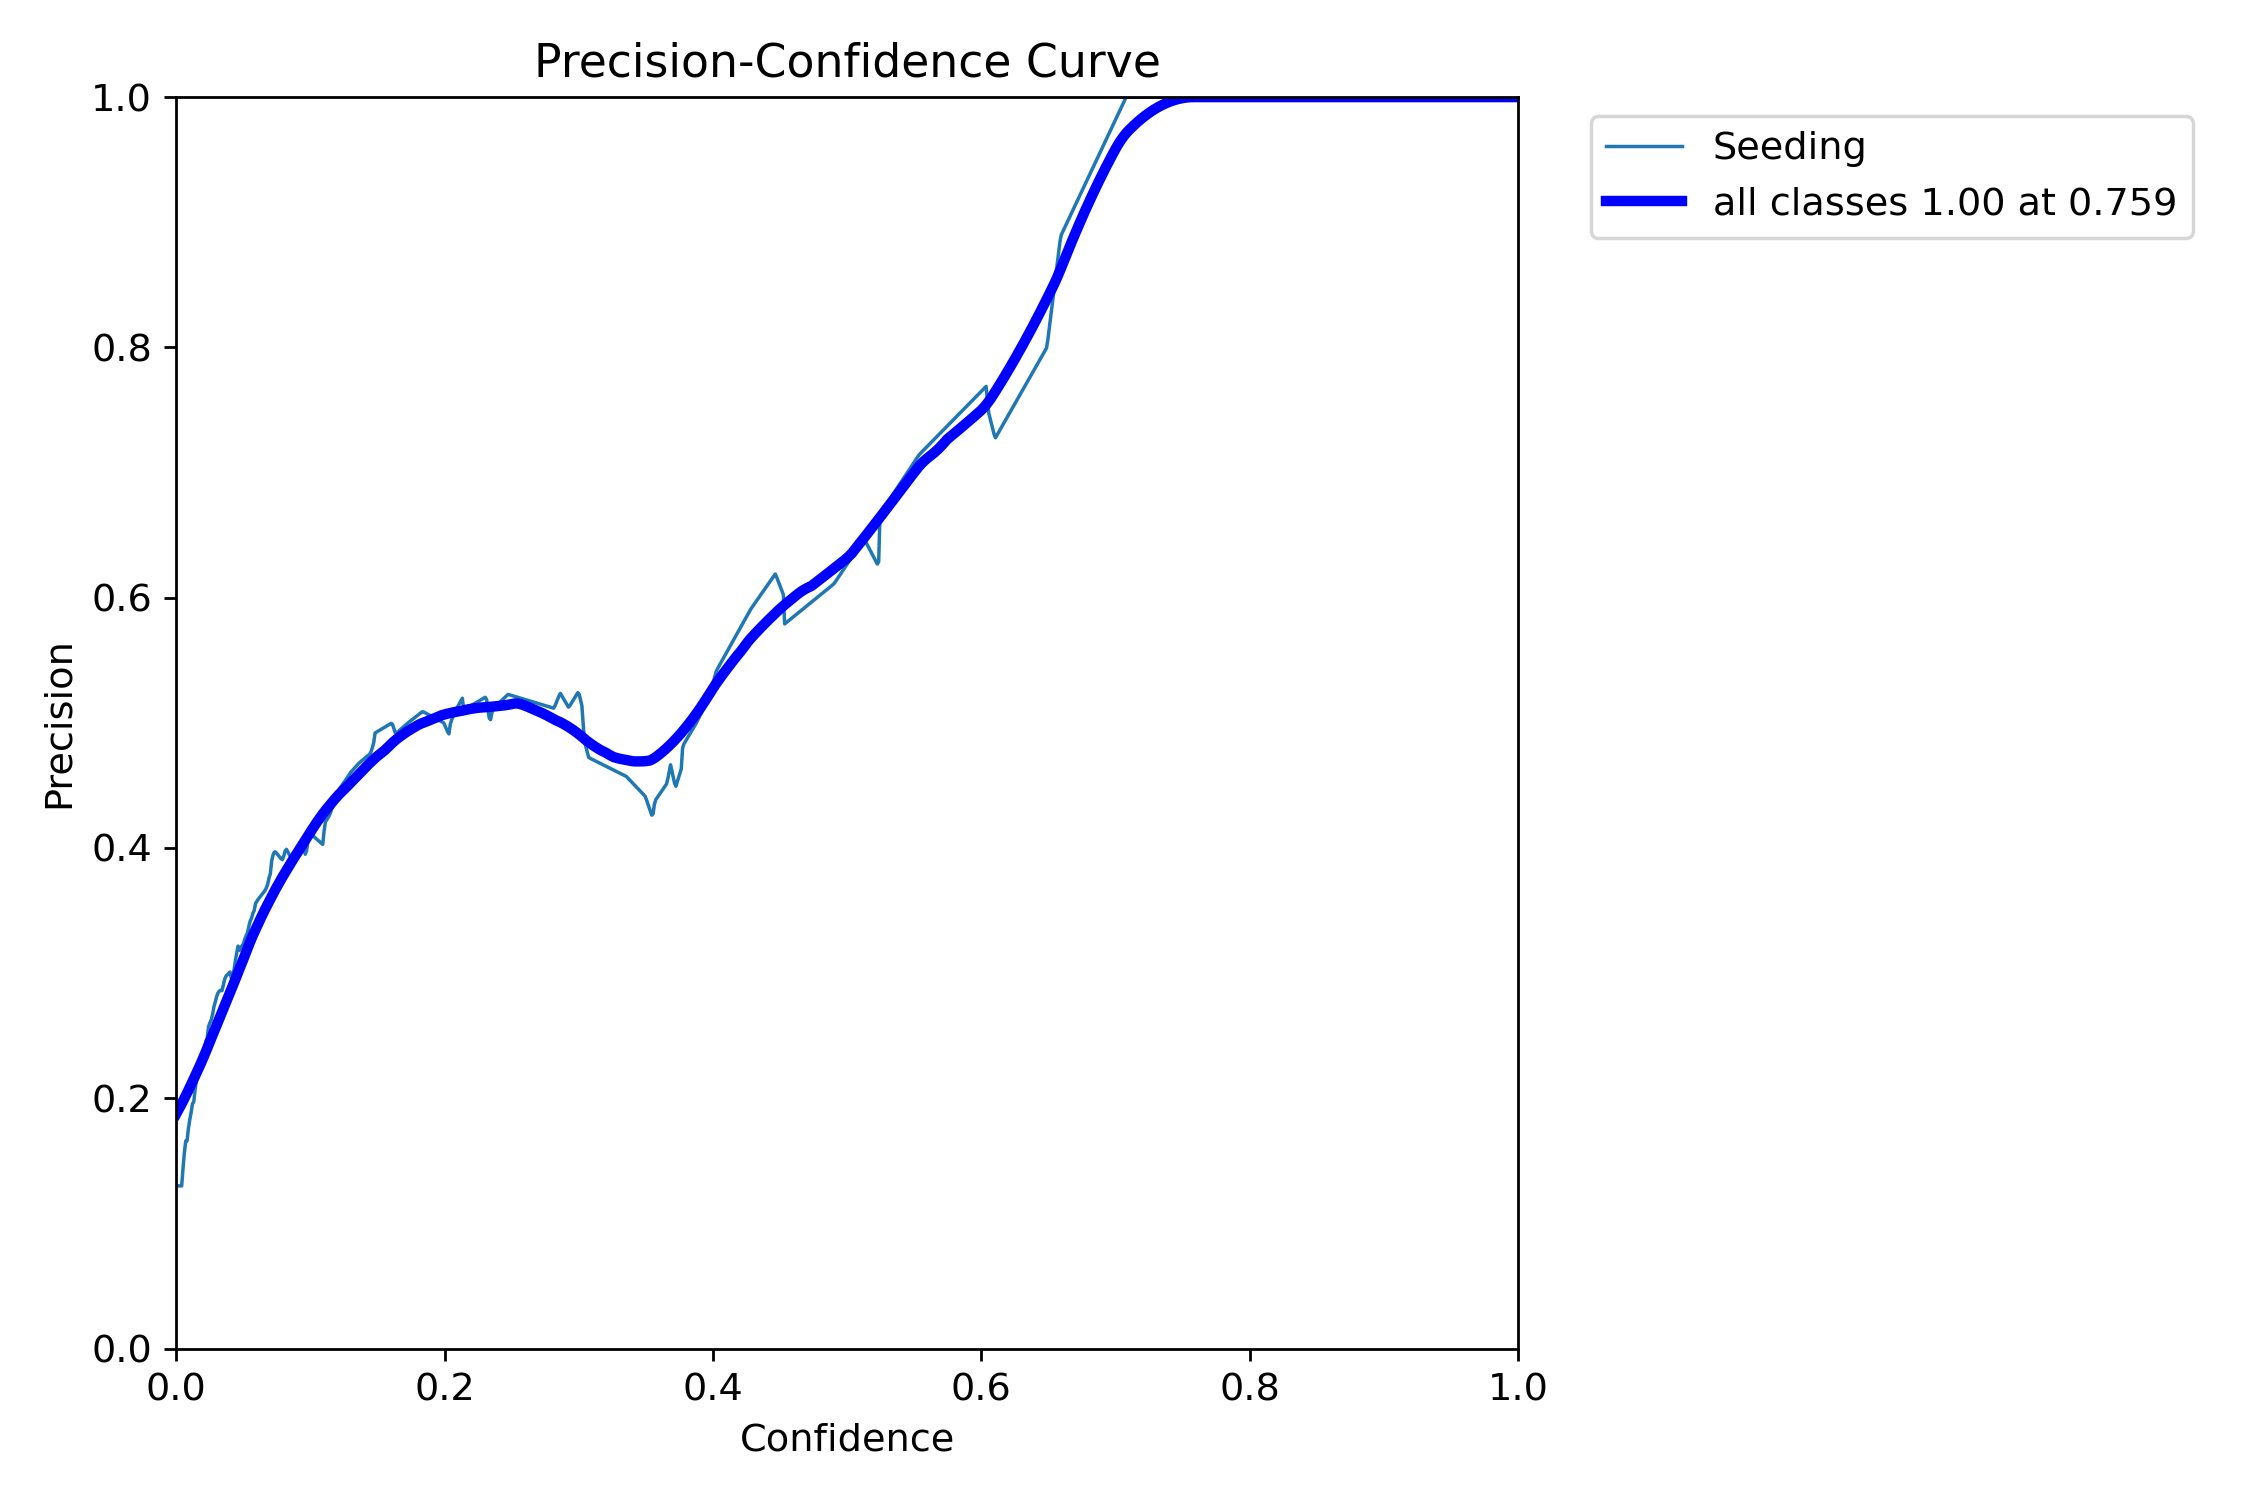 Precision-Confidence Curve
1.0
0.8
0.6
0.4
0.2
0.0
Precision
0.0 0.2 0.4 0.6 0.8 1.0
Confidence
Seeding
all classes 1.00 at 0.759